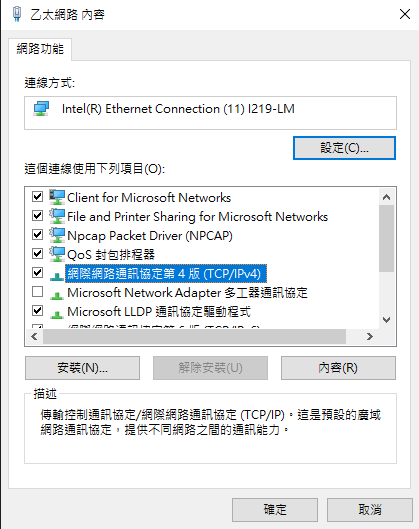 乙太網路 內容
網路功能
連線方式:
Intel(R) Ethernet Connection (11) I219-LM
設定(C)...
這個連線使用下列項目(O):
Client for Microsoft Networks
File and Printer Sharing for Microsoft Networks
Npcap Packet Driver (NPCAP)
QoS 封包排程器
網際網路通訊協定第 4 版 (TCP/IPv4)
Microsoft Network Adapter 多工器通訊協定
Microsoft LLDP 通訊協定驅動程式
安裝(N)...
解除安裝(U)
內容(R)
描述
傳輸控制通訊協定/網際網路通訊協定 (TCP/IP)。這是預設的廣域
網路通訊協定，提供不同網路之間的通訊能力。
確定
取消